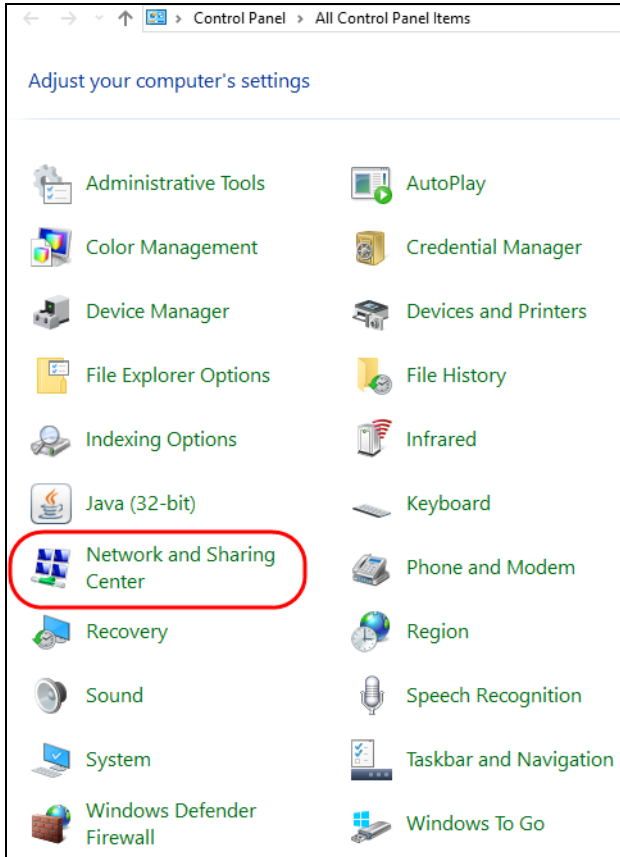 Control Panel > All Control Panel Items
Adjust your computer's settings
Administrative Tools
AutoPlay
Color Management
Credential Manager
Device Manager
Devices and Printers
File Explorer Options
File History
Indexing Options
Infrared
Java (32-bit)
Keyboard
Network and Sharing
Center
Phone and Modem
Recovery
Region
Sound
Speech Recognition
System
Taskbar and Navigation
Windows Defender
Firewall
Windows To Go